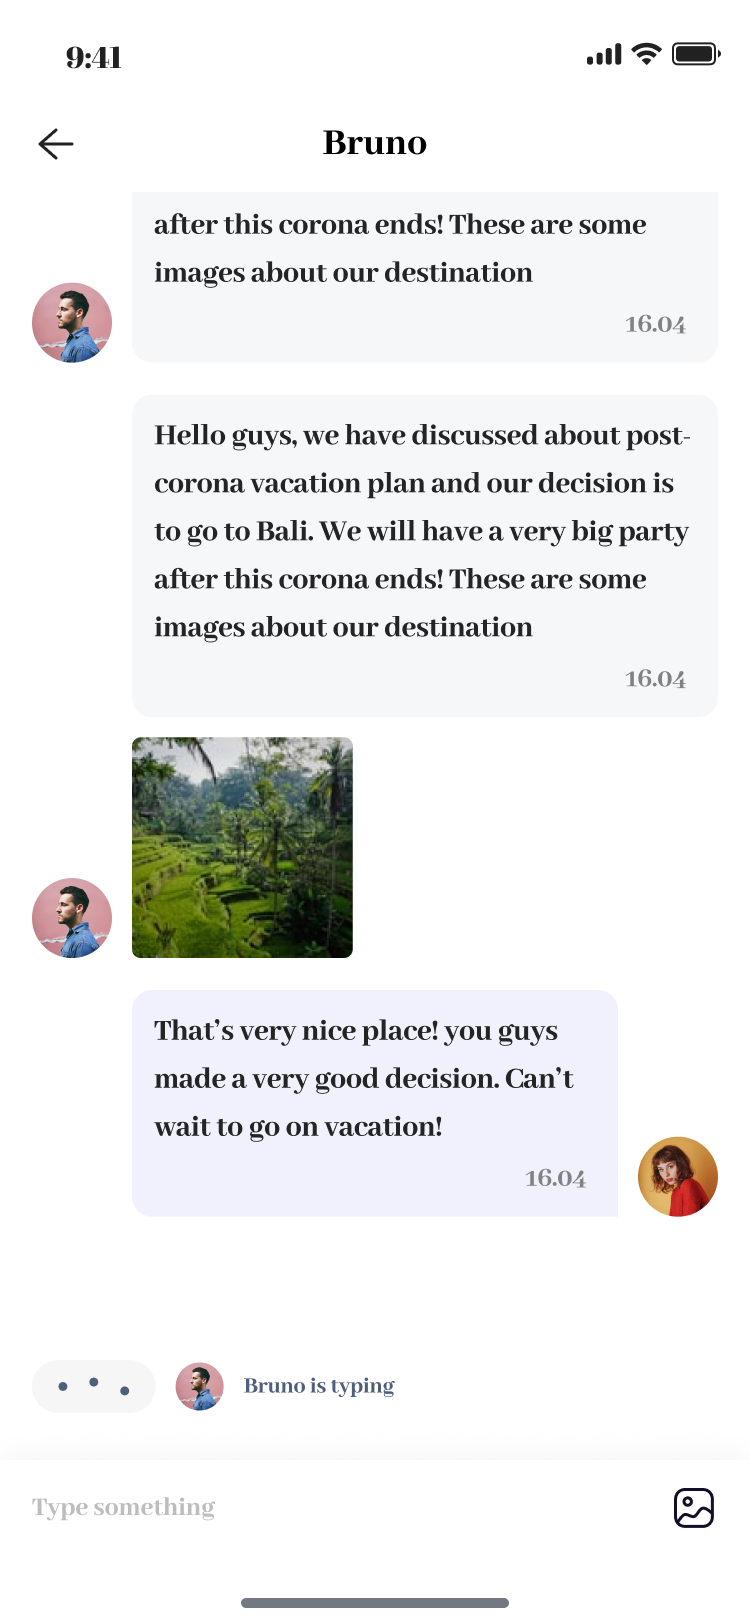 9:41
Bruno
after this corona ends! These are some
images about our destination
16.04
Hello guys, we have discussed about post-
corona vacation plan and our decision is
to go to Bali. We will have a very big party
after this corona ends! These are some
images about our destination
16.04
That’s very nice place! you guys
made a very good decision. Can’t
wait to go on vacation!
16.04
Bruno is typing
Type something